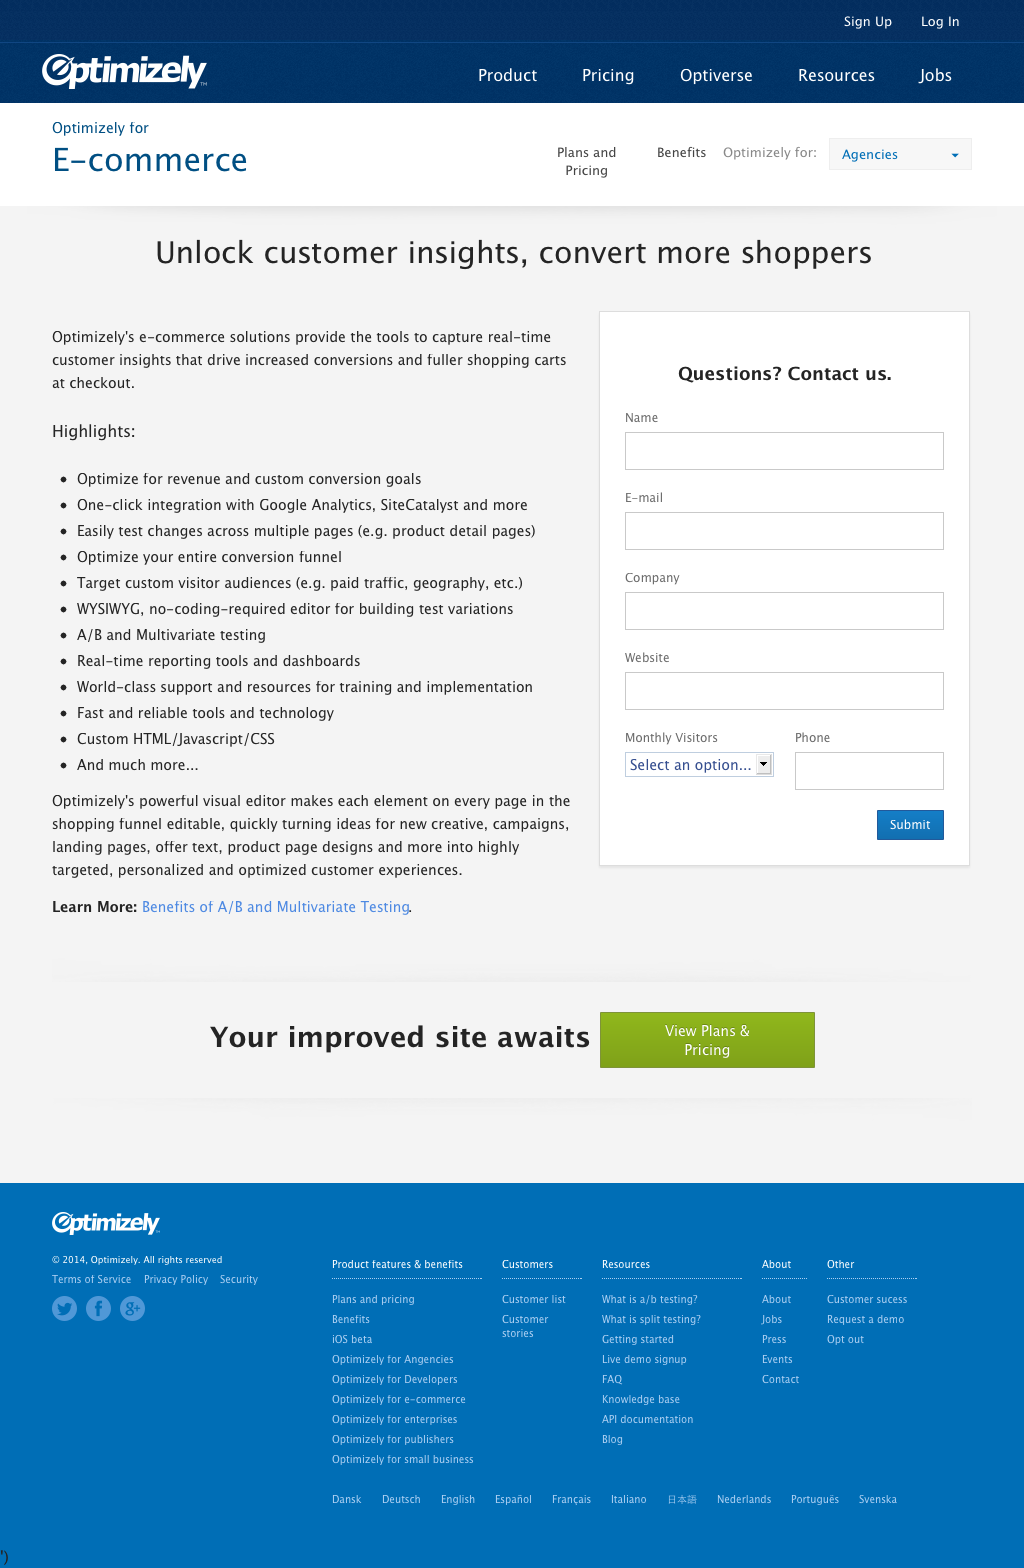 Sign Up Log In
Optimizely™ Product Pricing Optiverse Resources Jobs
Optimizely for
E-commerce
Plans and
Pricing
Benefits Optimizely for: Agencies
Unlock customer insights, convert more shoppers
Optimizely's e-commerce solutions provide the tools to capture real-time
customer insights that drive increased conversions and fuller shopping carts
at checkout.
Highlights:
• Optimize for revenue and custom conversion goals
• One-click integration with Google Analytics, SiteCatalyst and more
• Easily test changes across multiple pages (e.g. product detail pages)
• Optimize your entire conversion funnel
• Target custom visitor audiences (e.g. paid traffic, geography, etc.)
• WYSIWYG, no-coding-required editor for building test variations
• A/B and Multivariate testing
• Real-time reporting tools and dashboards
• World-class support and resources for training and implementation
• Fast and reliable tools and technology
• Custom HTML/Javascript/CSS
• And much more...
Optimizely's powerful visual editor makes each element on every page in the
shopping funnel editable, quickly turning ideas for new creative, campaigns,
landing pages, offer text, product page designs and more into highly
targeted, personalized and optimized customer experiences.
Learn More: Benefits of A/B and Multivariate Testing.
Questions? Contact us.
Name
E-mail
Company
Website
Monthly Visitors Phone
Select an option...
Submit
Your improved site awaits
View Plans &
Pricing
Optimizely
© 2014, Optimizely. All rights reserved
Terms of Service Privacy Policy Security
Product features & benefits
Plans and pricing
Benefits
iOS beta
Optimizely for Angencies
Optimizely for Developers
Optimizely for e-commerce
Optimizely for enterprises
Optimizely for publishers
Optimizely for small business
Customers
Customer list
Customer
stories
Resources
What is a/b testing?
What is split testing?
Getting started
Live demo signup
FAQ
Knowledge base
API documentation
Blog
About
About
Jobs
Press
Events
Contact
Other
Customer sucess
Request a demo
Opt out
Dansk Deutsch English Español Français Italiano 日本語 Nederlands Português Svenska
')